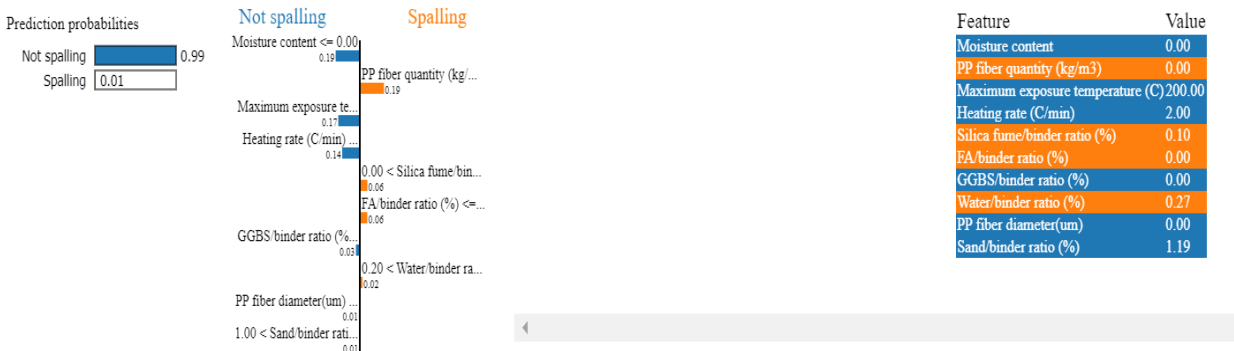 Prediction probabilities
Not spalling 0.99
Spalling 0.01
Not spalling Spalling
Moisture content <= 0.00
0.19
PP fiber quantity (kg/...
0.19
Maximum exposure te...
0.17
Heating rate (C/min) ...
0.14
0.00 < Silica fume/bin...
0.06
FA/binder ratio (%) <=...
0.06
GGBS/binder ratio (%...
0.03
0.20 < Water/binder ra...
0.02
PP fiber diameter(um) ...
0.01
1.00 < Sand/binder rati...
0.01
Feature Value
Moisture content 0.00
PP fiber quantity (kg/m3) 0.00
Maximum exposure temperature (C) 200.00
Heating rate (C/min) 2.00
Silica fume/binder ratio (%) 0.10
FA/binder ratio (%) 0.00
GGBS/binder ratio (%) 0.00
Water/binder ratio (%) 0.27
PP fiber diameter(um) 0.00
Sand/binder ratio (%) 1.19